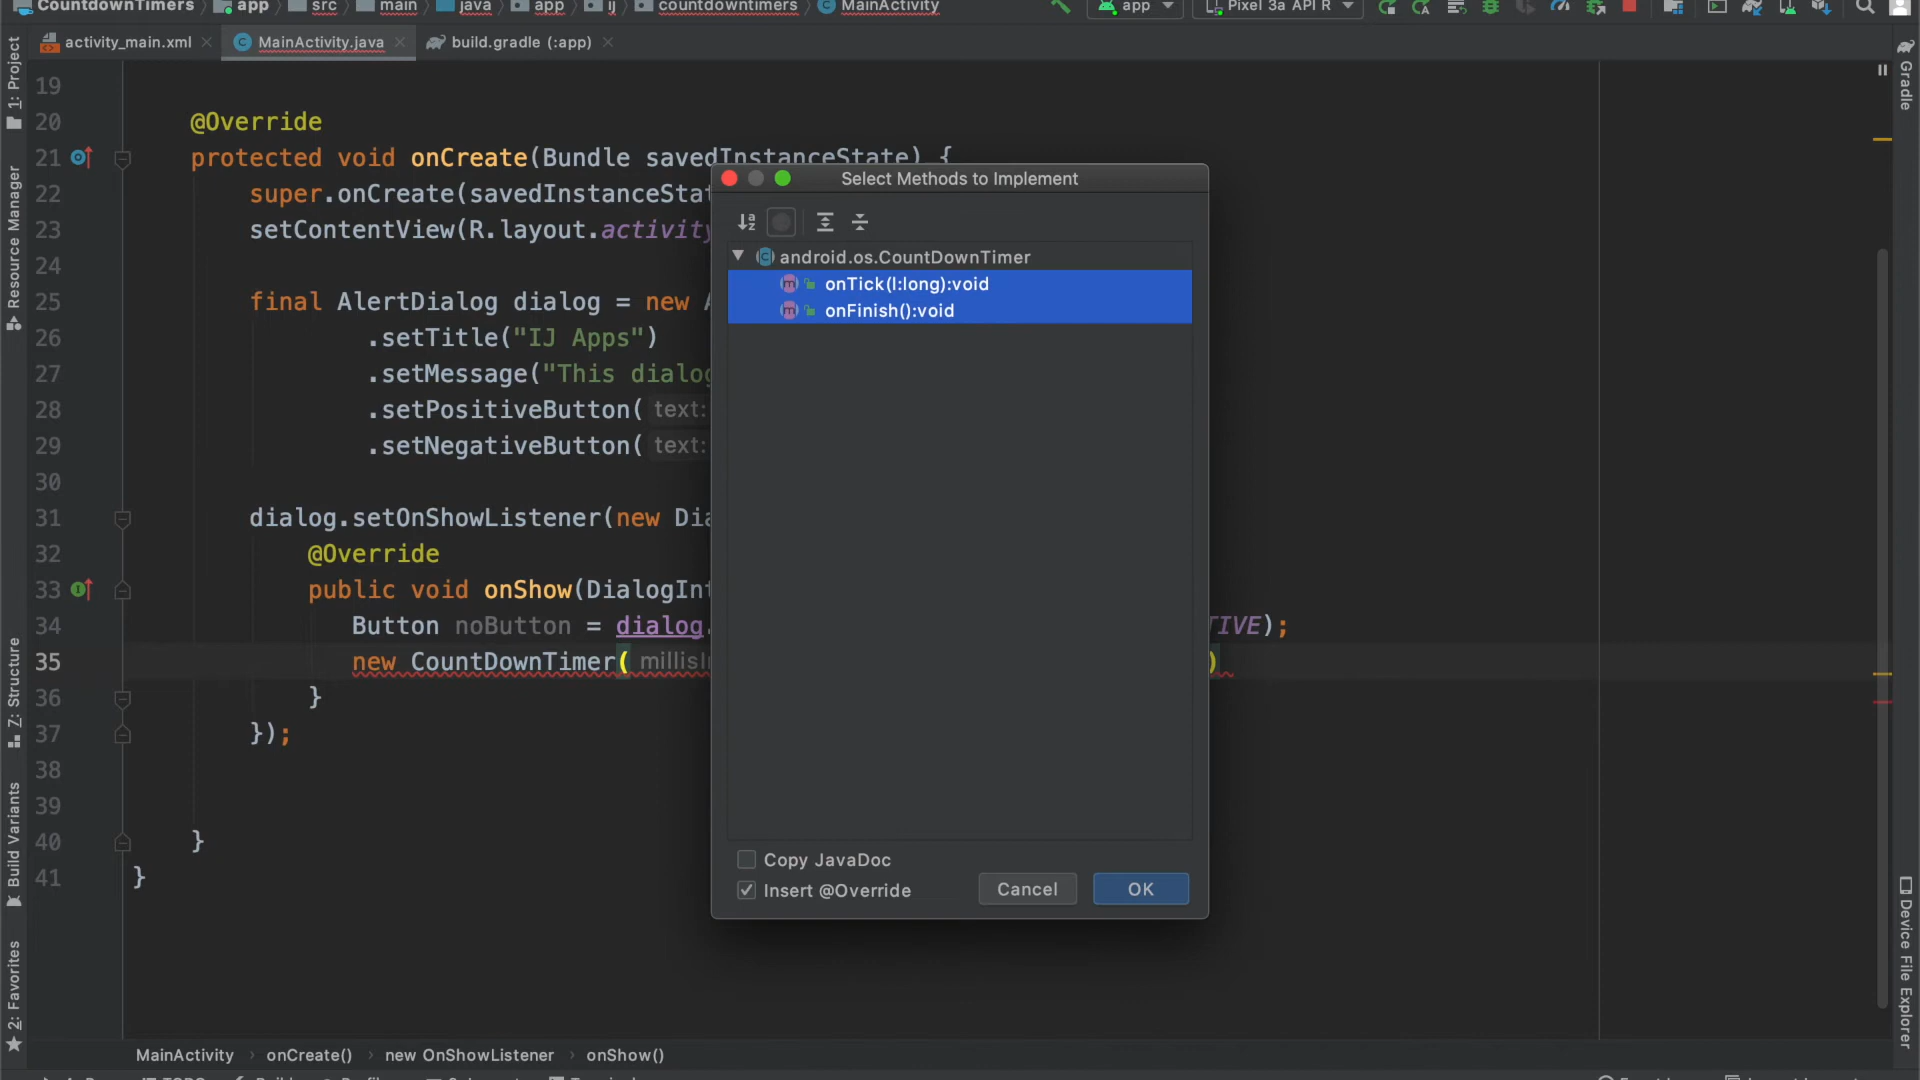 CountdownTimers app src main java app ij countdowntimers MainActivity app Pixel 3a API R
activity_main.xml MainActivity.java build.gradle (:app)
1: Project
Resource Manager
Z: Structure
Build Variants
2: Favorites
19
20 @Override
21 protected void onCreate(Bundle savedInstanceState) {
22 super.onCreate(savedInstanceStat
23 setContentView(R.layout.activity
24
25 final AlertDialog dialog = new A
26 .setTitle("IJ Apps")
27 .setMessage("This dialog
28 .setPositiveButton( text:
29 .setNegativeButton( text:
30
31 dialog.setOnShowListener(new Dia
32 @Override
33 public void onShow(DialogInt
34 Button noButton = dialog. TIVE);
35 new CountDownTimer( millisIn )
36 }
37 });
38
39
40 }
41 }
Select Methods to Implement
android.os.CountDownTimer
onTick(l:long):void
onFinish():void
Copy JavaDoc
Insert @Override
Cancel OK
Gradle
Device File Explorer
MainActivity onCreate() new OnShowListener onShow()